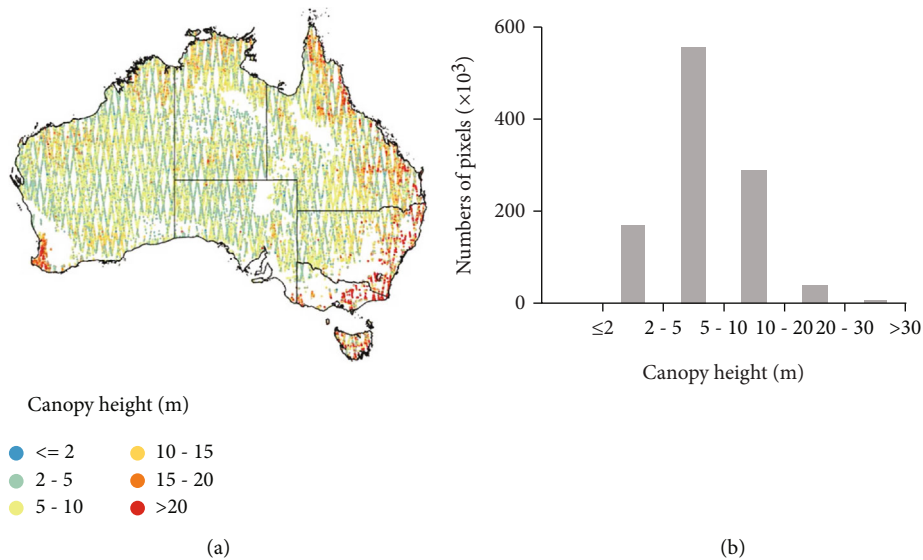 Canopy height (m)
<= 2
2 - 5
5 - 10
10 - 15
15 - 20
>20
(a)
Numbers of pixels (×10³)
600
400
200
0
≤2 2 - 5 5 - 10 10 - 20 20 - 30 >30
Canopy height (m)
(b)